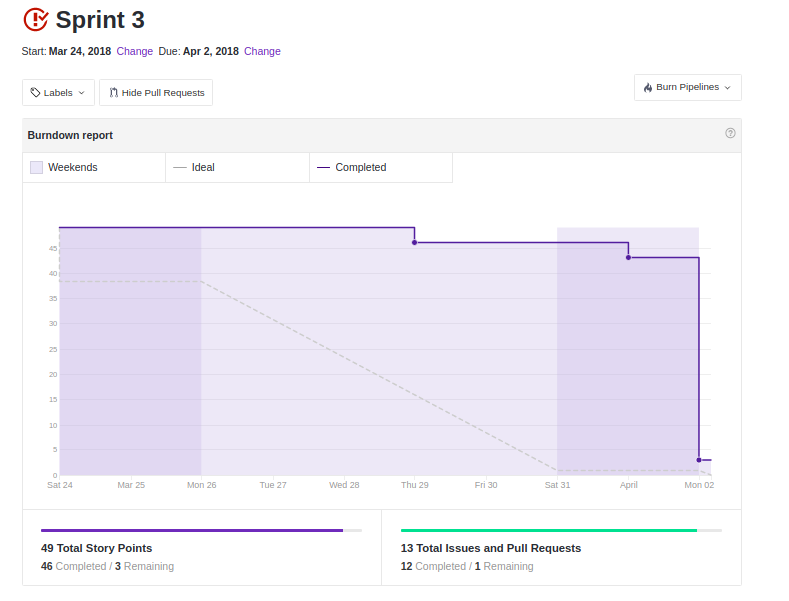 Sprint 3
Start: Mar 24, 2018 Change Due: Apr 2, 2018 Change
Labels
Hide Pull Requests
Burn Pipelines
Burndown report
Weekends
Ideal
Completed
45
40
35
30
25
20
15
10
5
0
Sat 24 Mar 25 Mon 26 Tue 27 Wed 28 Thu 29 Fri 30 Sat 31 April Mon 02
49 Total Story Points
46 Completed / 3 Remaining
13 Total Issues and Pull Requests
12 Completed / 1 Remaining